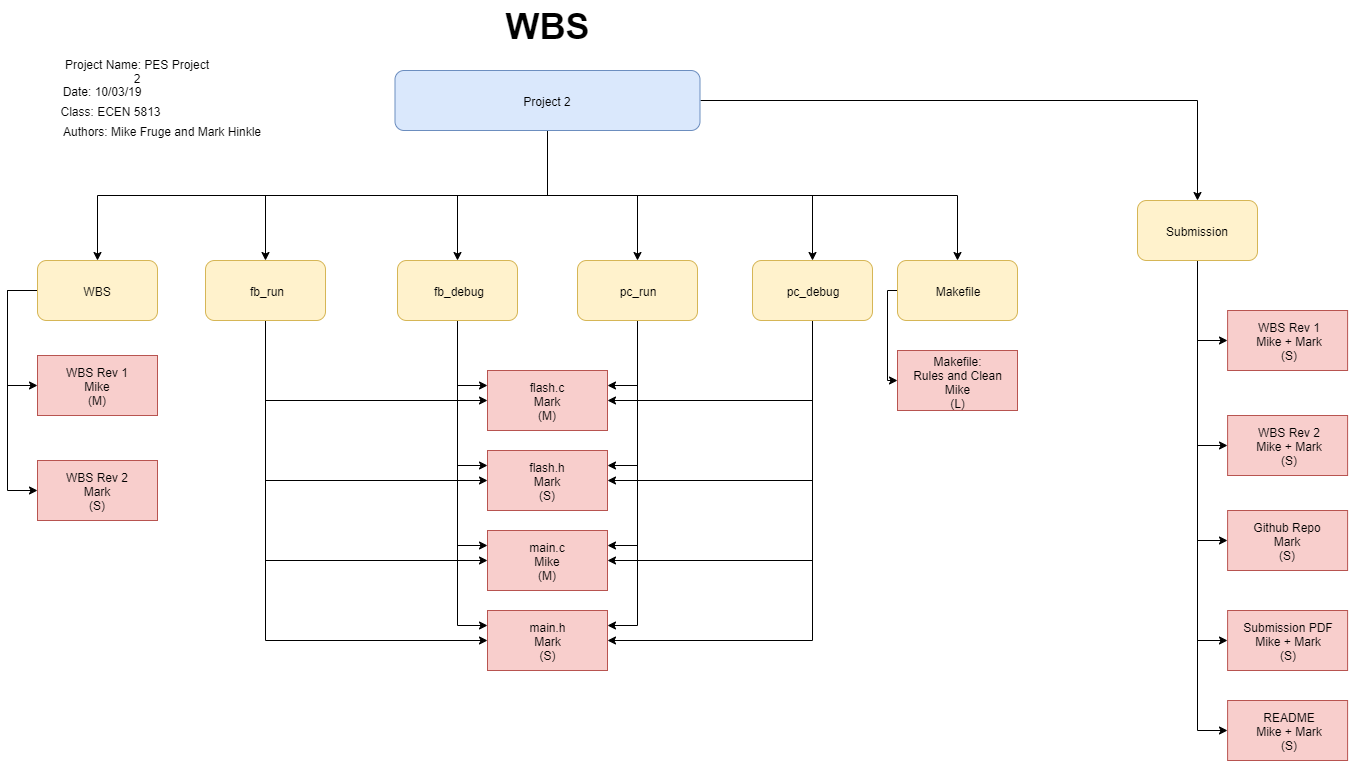 WBS
Project Name: PES Project
2
Date: 10/03/19
Class: ECEN 5813
Authors: Mike Fruge and Mark Hinkle
Project 2
Submission
WBS
fb_run
fb_debug
pc_run
pc_debug
Makefile
WBS Rev 1
Mike
(M)
WBS Rev 2
Mark
(S)
flash.c
Mark
(M)
flash.h
Mark
(S)
main.c
Mike
(M)
main.h
Mark
(S)
Makefile:
Rules and Clean
Mike
(L)
WBS Rev 1
Mike + Mark
(S)
WBS Rev 2
Mike + Mark
(S)
Github Repo
Mark
(S)
Submission PDF
Mike + Mark
(S)
README
Mike + Mark
(S)